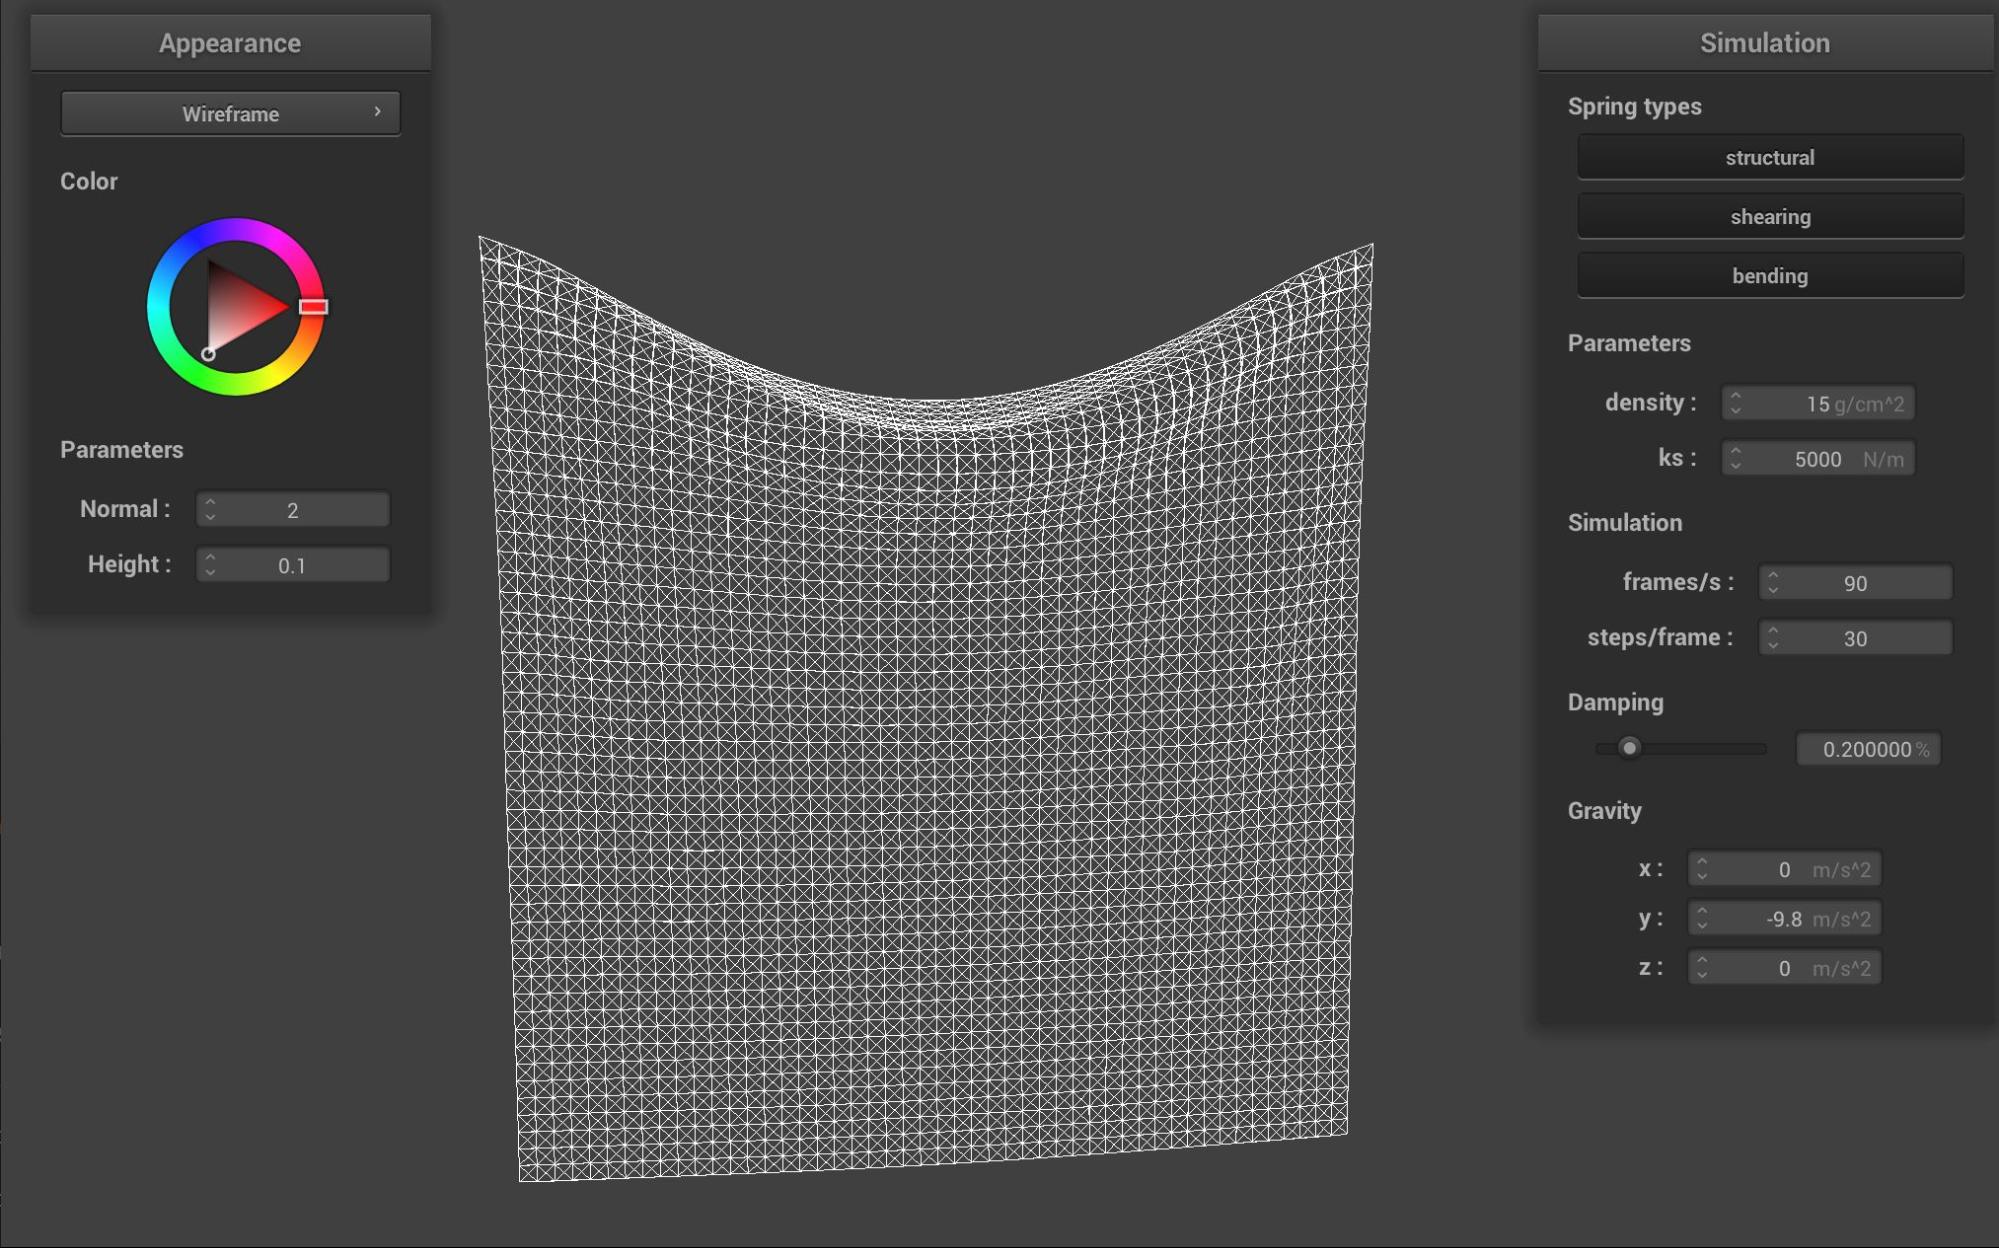 Appearance
Wireframe
Color
Parameters
Normal : 2
Height : 0.1
Simulation
Spring types
structural
shearing
bending
Parameters
density : 15 g/cm^2
ks : 5000 N/m
Simulation
frames/s : 90
steps/frame : 30
Damping
0.200000 %
Gravity
x : 0 m/s^2
y : -9.8 m/s^2
z : 0 m/s^2